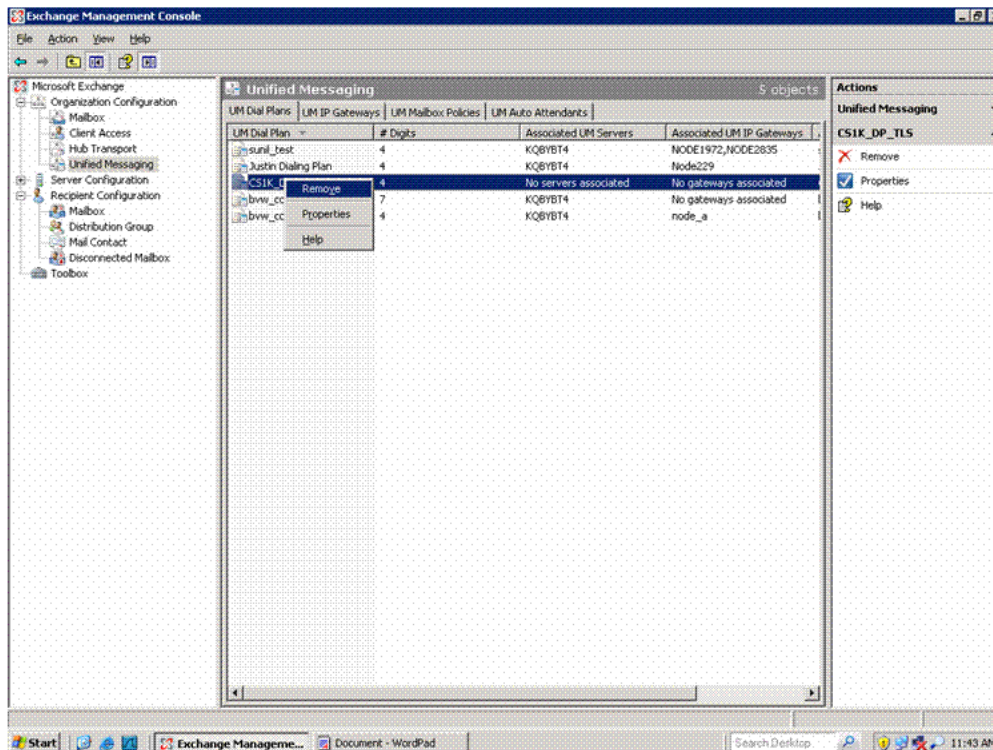 Exchange Management Console
File Action View Help
Microsoft Exchange
Organization Configuration
Mailbox
Client Access
Hub Transport
Unified Messaging
Server Configuration
Recipient Configuration
Mailbox
Distribution Group
Mail Contact
Disconnected Mailbox
Toolbox
Unified Messaging 5 objects
UM Dial Plans UM IP Gateways UM Mailbox Policies UM Auto Attendants
UM Dial Plan # Digits Associated UM Servers Associated UM IP Gateways
sunil_test 4 KQBYBT4 NODE1972,NODE2835
Justin Dialing Plan 4 KQBYBT4 Node229
CS1K_D 4 No servers associated No gateways associated
bvw_cc 7 KQBYBT4 No gateways associated
bvw_cc 4 KQBYBT4 node_a
Remove
Properties
Help
Actions
Unified Messaging
CS1K_DP_TLS
Remove
Properties
Help
Start Exchange Manageme... Document - WordPad Search Desktop 11:43 AM